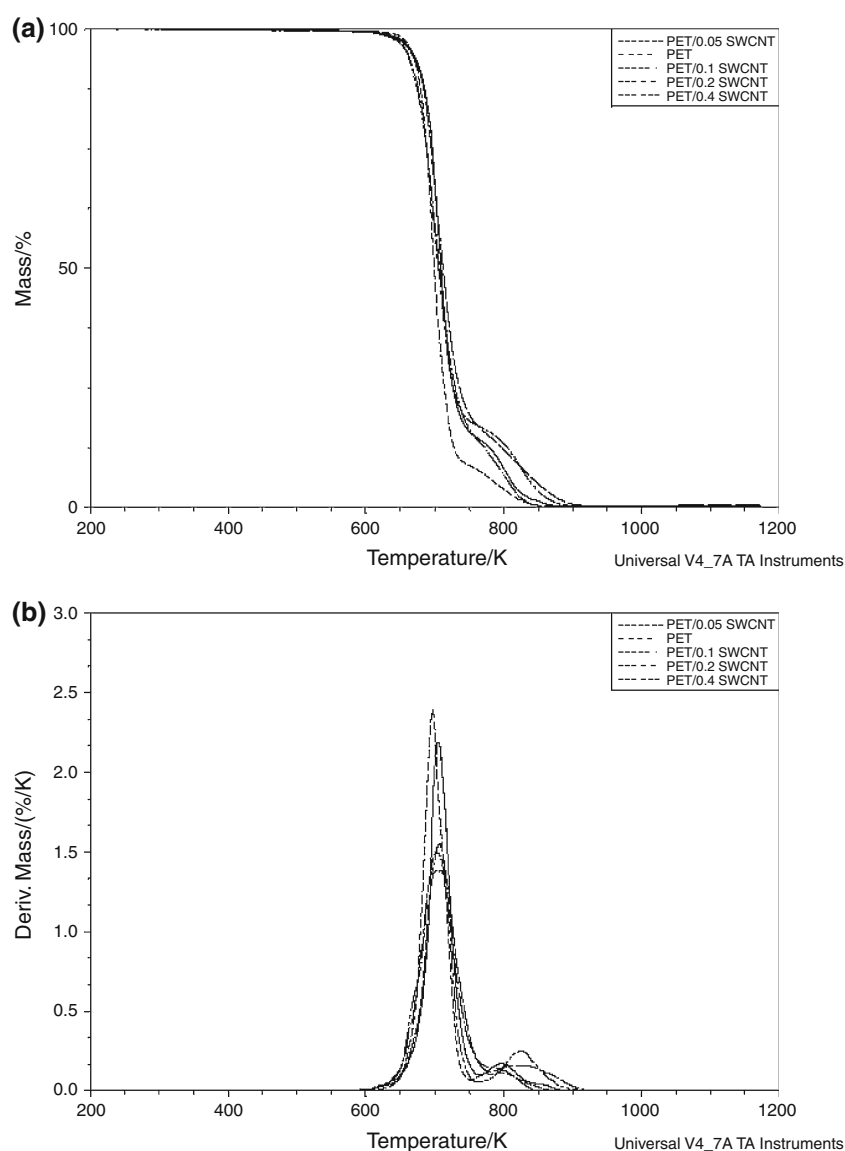 (a)
100
PET/0.05 SWCNT
PET
PET/0.1 SWCNT
PET/0.2 SWCNT
PET/0.4 SWCNT
Mass/%
50
0
200 400 600 800 1000 1200
Temperature/K
Universal V4_7A TA Instruments
(b)
3.0
PET/0.05 SWCNT
PET
PET/0.1 SWCNT
PET/0.2 SWCNT
PET/0.4 SWCNT
2.5
2.0
Deriv. Mass/(%/K)
1.5
1.0
0.5
0.0
200 400 600 800 1000 1200
Temperature/K
Universal V4_7A TA Instruments